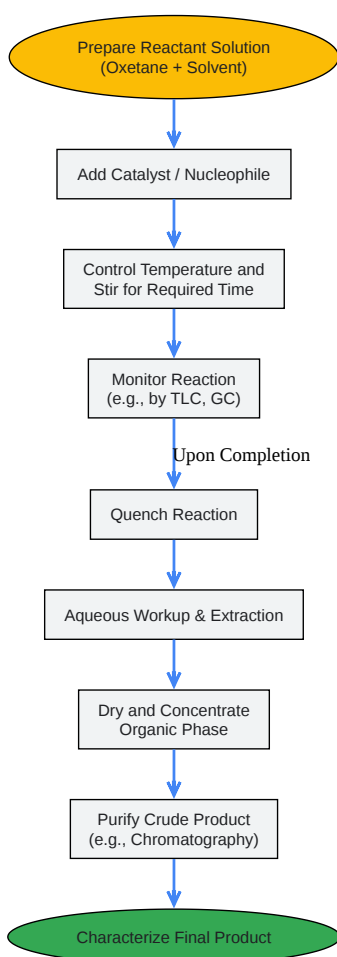 Prepare Reactant Solution
(Oxetane + Solvent)
Add Catalyst / Nucleophile
Control Temperature and
Stir for Required Time
Monitor Reaction
(e.g., by TLC, GC)
Upon Completion
Quench Reaction
Aqueous Workup & Extraction
Dry and Concentrate
Organic Phase
Purify Crude Product
(e.g., Chromatography)
Characterize Final Product